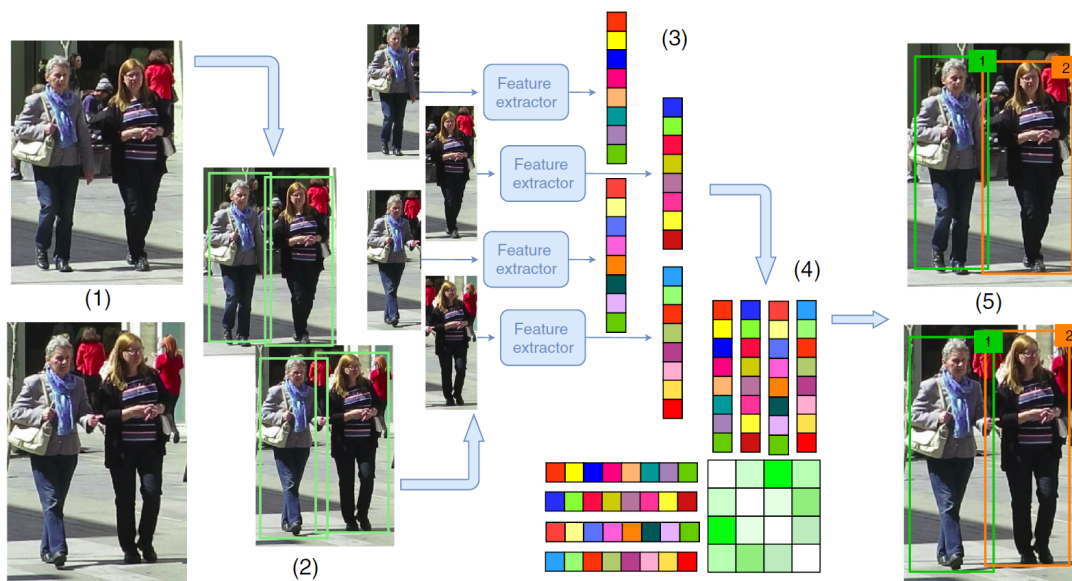 (1)
(2)
Feature
extractor
Feature
extractor
Feature
extractor
Feature
extractor
(3)
(4)
1
2
(5)
1
2